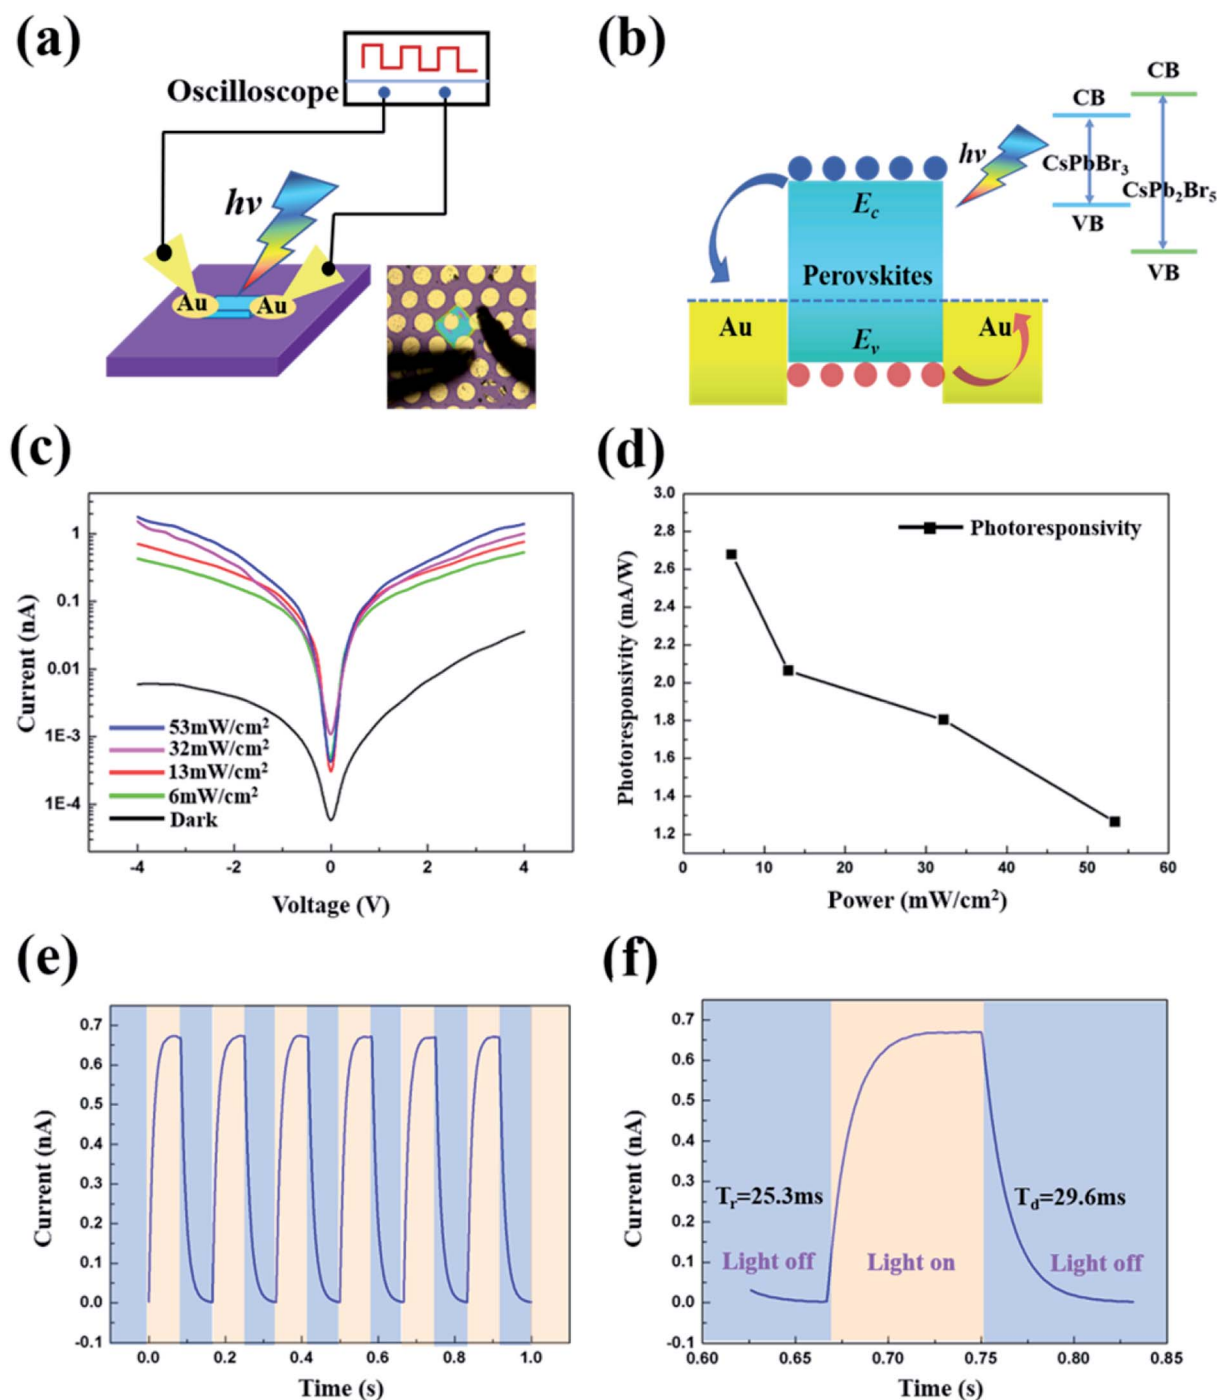 (a)
Oscilloscope
hν
Au
Au
(b)
CB
CB
hν
CsPbBr₃
CsPb₂Br₅
VB
VB
E_c
Perovskites
Au
Au
E_v
(c)
Current (nA)
1
0.1
0.01
1E-3
1E-4
53mW/cm²
32mW/cm²
13mW/cm²
6mW/cm²
Dark
-4
-2
0
2
4
Voltage (V)
(d)
Photoresponsivity (mA/W)
3.0
2.8
2.6
2.4
2.2
2.0
1.8
1.6
1.4
1.2
Photoresponsivity
0
10
20
30
40
50
60
Power (mW/cm²)
(e)
Current (nA)
0.7
0.6
0.5
0.4
0.3
0.2
0.1
0.0
-0.1
0.0
0.2
0.4
0.6
0.8
1.0
Time (s)
(f)
Current (nA)
0.7
0.6
0.5
0.4
0.3
0.2
0.1
0.0
-0.1
T_r=25.3ms
T_d=29.6ms
Light off
Light on
Light off
0.60
0.65
0.70
0.75
0.80
0.85
Time (s)